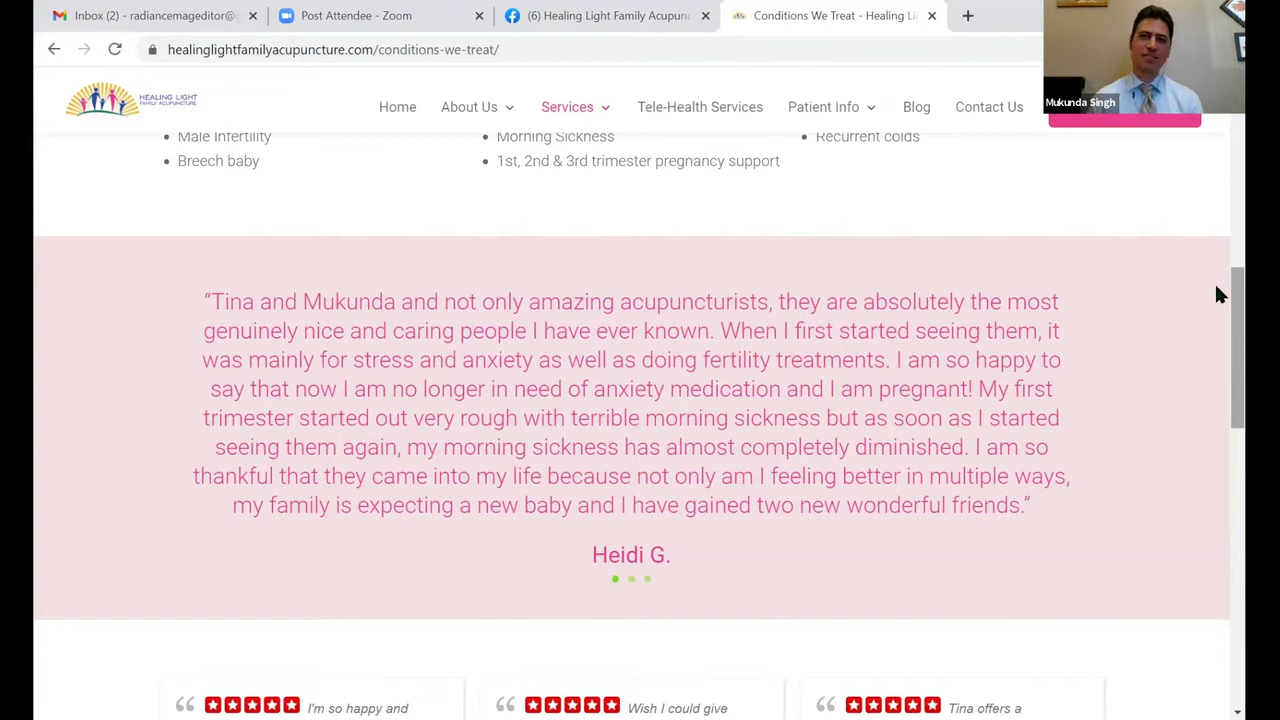 Inbox (2) - radiancemageditor@
Post Attendee - Zoom
(6) Healing Light Family Acupunc
Conditions We Treat - Healing Li
healinglightfamilyacupuncture.com/conditions-we-treat/
Mukunda Singh
HEALING LIGHT
FAMILY ACUPUNCTURE
Home
About Us
Services
Tele-Health Services
Patient Info
Blog
Contact Us
Male Infertility
Morning Sickness
Recurrent colds
Breech baby
1st, 2nd & 3rd trimester pregnancy support
“Tina and Mukunda and not only amazing acupuncturists, they are absolutely the most
genuinely nice and caring people I have ever known. When I first started seeing them, it
was mainly for stress and anxiety as well as doing fertility treatments. I am so happy to
say that now I am no longer in need of anxiety medication and I am pregnant! My first
trimester started out very rough with terrible morning sickness but as soon as I started
seeing them again, my morning sickness has almost completely diminished. I am so
thankful that they came into my life because not only am I feeling better in multiple ways,
my family is expecting a new baby and I have gained two new wonderful friends.”
Heidi G.
I'm so happy and
Wish I could give
Tina offers a